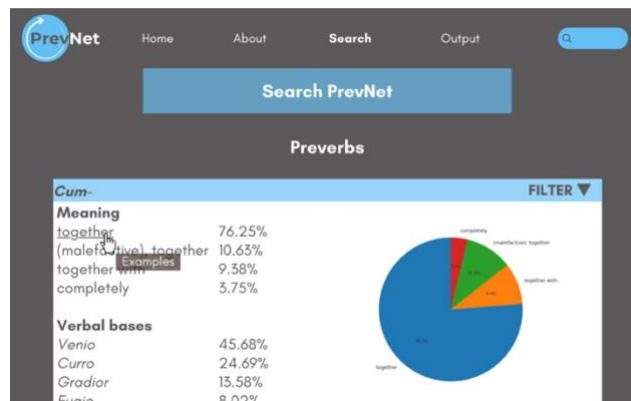 PrevNet
Home About Search Output
Search PrevNet
Preverbs
Cum- FILTER ▼
Meaning
together 76.25%
(malefactive), together 10.63%
Examples
together with 9.38%
completely 3.75%
Verbal bases
Venio 45.68%
Curro 24.69%
Gradior 13.58%
Fugio 8.02%
completely
(malefactive), together
together with
together